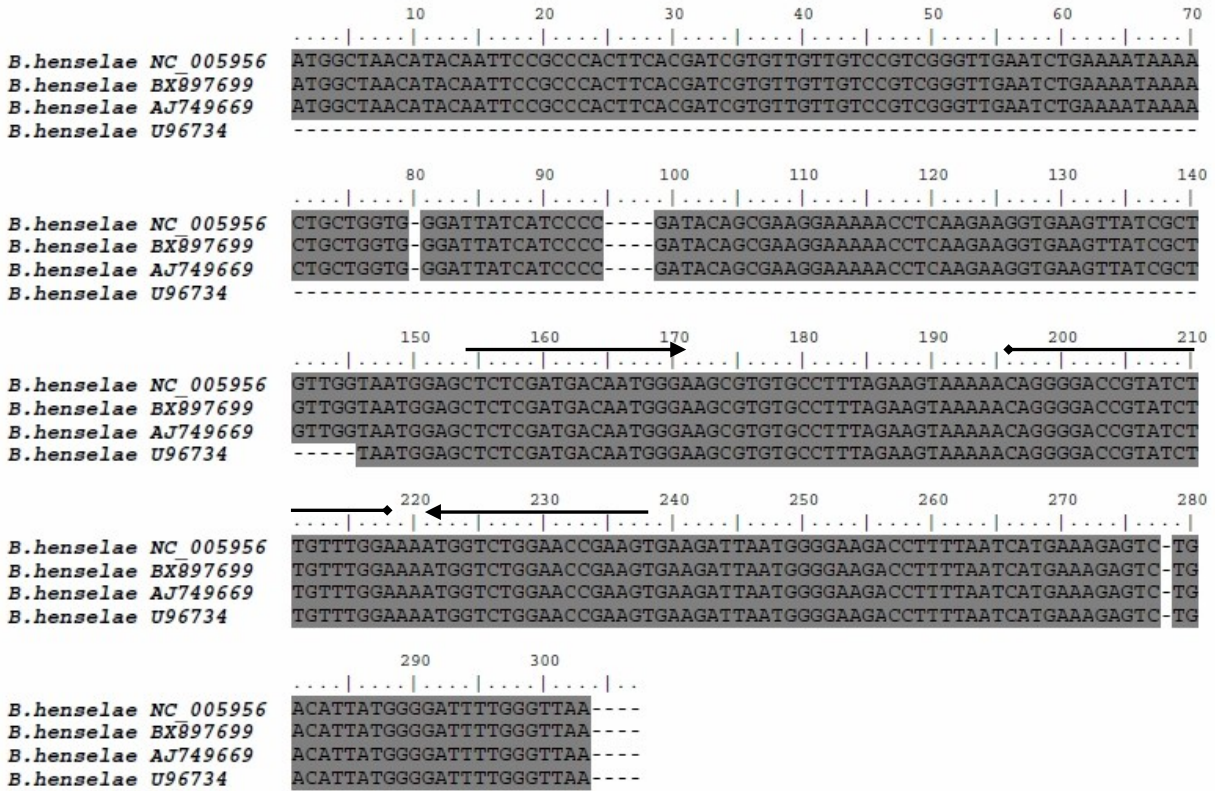 10 20 30 40 50 60 70
....|....|....|....|....|....|....|....|....|....|....|....|....|....|
B.henselae NC_005956 ATGGCTAACATACAATTCCGCCCACTTCACGATCGTGTTGTTGTCCGTCGGGTTGAATCTGAAAATAAAA
B.henselae BX897699 ATGGCTAACATACAATTCCGCCCACTTCACGATCGTGTTGTTGTCCGTCGGGTTGAATCTGAAAATAAAA
B.henselae AJ749669 ATGGCTAACATACAATTCCGCCCACTTCACGATCGTGTTGTTGTCCGTCGGGTTGAATCTGAAAATAAAA
B.henselae U96734 ----------------------------------------------------------------------
80 90 100 110 120 130 140
....|....|....|....|....|....|....|....|....|....|....|....|....|....|
B.henselae NC_005956 CTGCTGGTG-GGATTATCATCCCC----GATACAGCGAAGGAAAAACCTCAAGAAGGTGAAGTTATCGCT
B.henselae BX897699 CTGCTGGTG-GGATTATCATCCCC----GATACAGCGAAGGAAAAACCTCAAGAAGGTGAAGTTATCGCT
B.henselae AJ749669 CTGCTGGTG-GGATTATCATCCCC----GATACAGCGAAGGAAAAACCTCAAGAAGGTGAAGTTATCGCT
B.henselae U96734 ----------------------------------------------------------------------
150 160 170 180 190 200 210
....|....|....|....|....|....|....|....|....|....|....|....|....|....|
B.henselae NC_005956 GTTGGTAATGGAGCTCTCGATGACAATGGGAAGCGTGTGCCTTTAGAAGTAAAAACAGGGGACCGTATCT
B.henselae BX897699 GTTGGTAATGGAGCTCTCGATGACAATGGGAAGCGTGTGCCTTTAGAAGTAAAAACAGGGGACCGTATCT
B.henselae AJ749669 GTTGGTAATGGAGCTCTCGATGACAATGGGAAGCGTGTGCCTTTAGAAGTAAAAACAGGGGACCGTATCT
B.henselae U96734 -----TAATGGAGCTCTCGATGACAATGGGAAGCGTGTGCCTTTAGAAGTAAAAACAGGGGACCGTATCT
220 230 240 250 260 270 280
....|....|....|....|....|....|....|....|....|....|....|....|....|....|
B.henselae NC_005956 TGTTTGGAAAATGGTCTGGAACCGAAGTGAAGATTAATGGGGAAGACCTTTTAATCATGAAAGAGTC-TG
B.henselae BX897699 TGTTTGGAAAATGGTCTGGAACCGAAGTGAAGATTAATGGGGAAGACCTTTTAATCATGAAAGAGTC-TG
B.henselae AJ749669 TGTTTGGAAAATGGTCTGGAACCGAAGTGAAGATTAATGGGGAAGACCTTTTAATCATGAAAGAGTC-TG
B.henselae U96734 TGTTTGGAAAATGGTCTGGAACCGAAGTGAAGATTAATGGGGAAGACCTTTTAATCATGAAAGAGTC-TG
290 300
....|....|....|....|....|..
B.henselae NC_005956 ACATTATGGGGATTTTGGGTTAA----
B.henselae BX897699 ACATTATGGGGATTTTGGGTTAA----
B.henselae AJ749669 ACATTATGGGGATTTTGGGTTAA----
B.henselae U96734 ACATTATGGGGATTTTGGGTTAA----